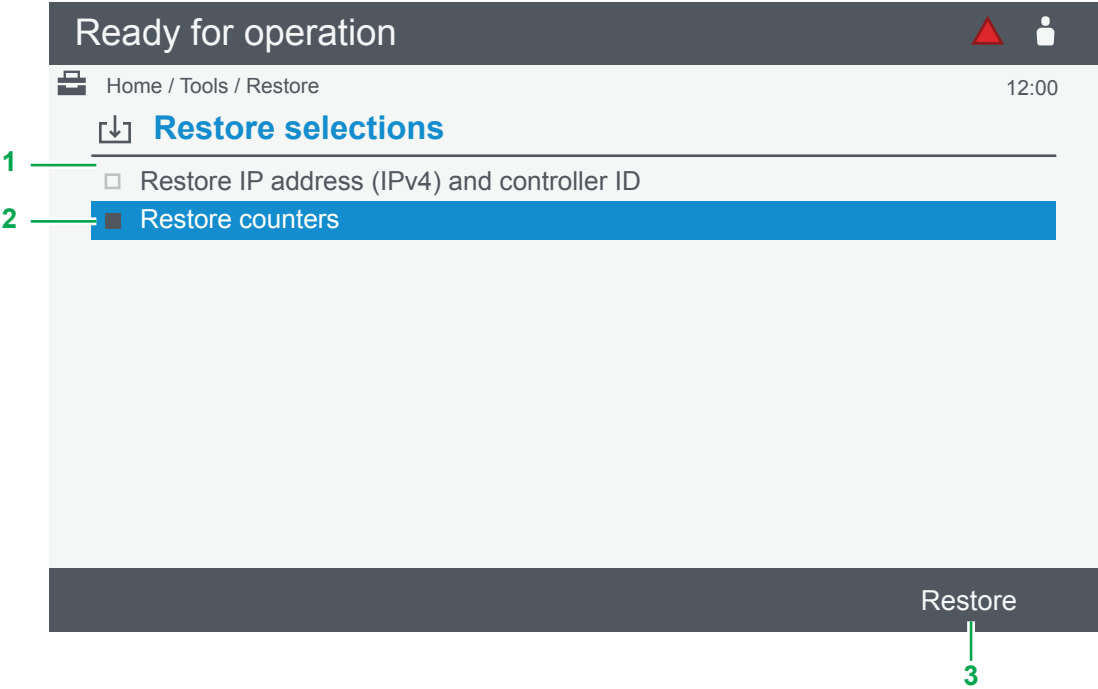 Ready for operation
Home / Tools / Restore
12:00
Restore selections
1
Restore IP address (IPv4) and controller ID
2
Restore counters
Restore
3